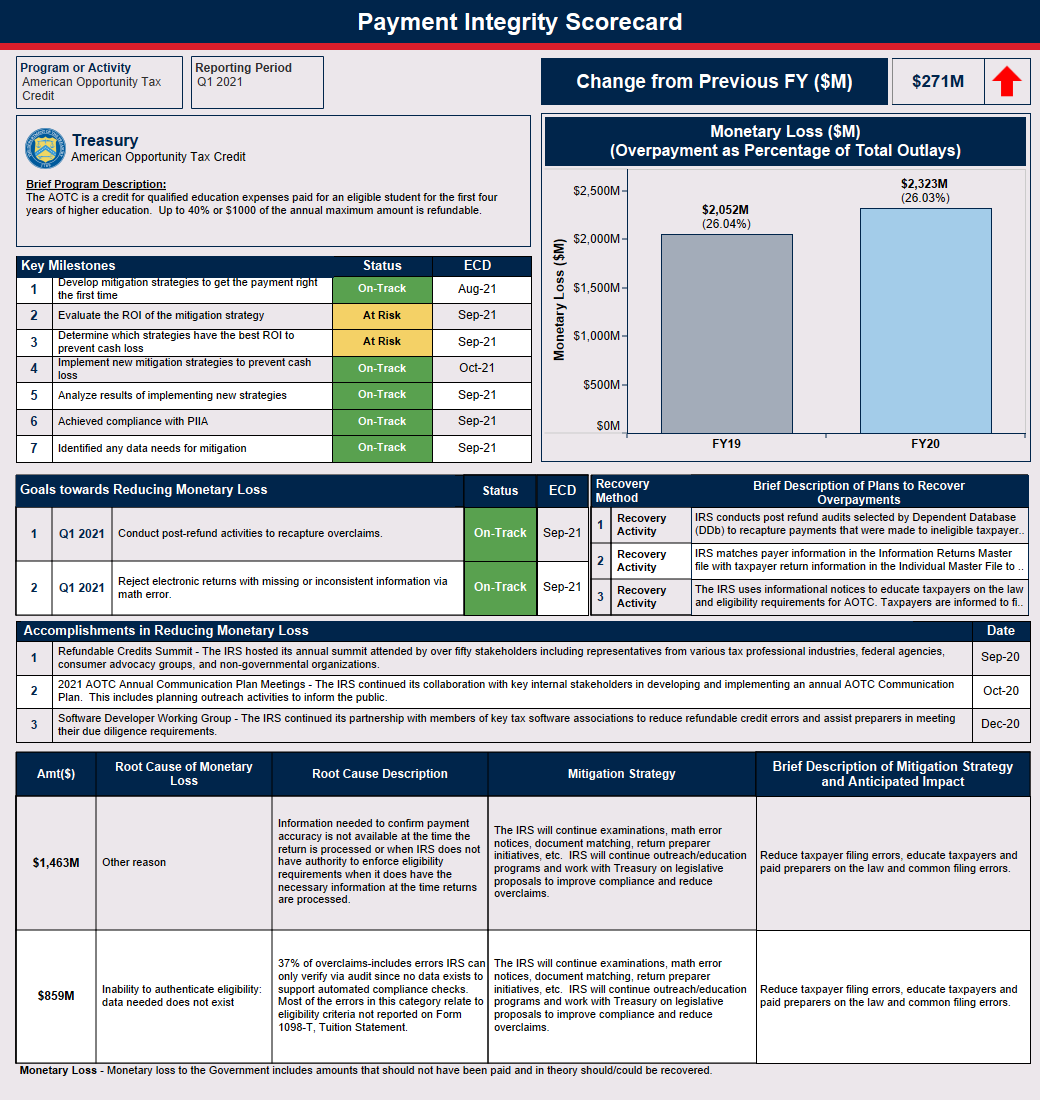 Payment Integrity Scorecard
Program or Activity
American Opportunity Tax
Credit
Reporting Period
Q1 2021
Change from Previous FY ($M)
$271M
Treasury
American Opportunity Tax Credit
Brief Program Description:
The AOTC is a credit for qualified education expenses paid for an eligible student for the first four
years of higher education.  Up to 40% or $1000 of the annual maximum amount is refundable.
Monetary Loss ($M)
(Overpayment as Percentage of Total Outlays)
Monetary Loss ($M)
$2,500M
$2,000M
$1,500M
$1,000M
$500M
$0M
$2,052M
(26.04%)
$2,323M
(26.03%)
FY19
FY20
Key Milestones Status ECD
1 Develop mitigation strategies to get the payment right
the first time On-Track Aug-21
2 Evaluate the ROI of the mitigation strategy At Risk Sep-21
3 Determine which strategies have the best ROI to
prevent cash loss At Risk Sep-21
4 Implement new mitigation strategies to prevent cash
loss On-Track Oct-21
5 Analyze results of implementing new strategies On-Track Sep-21
6 Achieved compliance with PIIA On-Track Sep-21
7 Identified any data needs for mitigation On-Track Sep-21
Goals towards Reducing Monetary Loss Status ECD
1 Q1 2021 Conduct post-refund activities to recapture overclaims. On-Track Sep-21
2 Q1 2021 Reject electronic returns with missing or inconsistent information via
math error. On-Track Sep-21
Recovery
Method
Brief Description of Plans to Recover
Overpayments
1 Recovery
Activity
IRS conducts post refund audits selected by Dependent Database
(DDb) to recapture payments that were made to ineligible taxpayer..
2 Recovery
Activity
IRS matches payer information in the Information Returns Master
file with taxpayer return information in the Individual Master File to ..
3 Recovery
Activity
The IRS uses informational notices to educate taxpayers on the law
and eligibility requirements for AOTC. Taxpayers are informed to fi..
Accomplishments in Reducing Monetary Loss Date
1 Refundable Credits Summit - The IRS hosted its annual summit attended by over fifty stakeholders including representatives from various tax professional industries, federal agencies,
consumer advocacy groups, and non-governmental organizations. Sep-20
2 2021 AOTC Annual Communication Plan Meetings - The IRS continued its collaboration with key internal stakeholders in developing and implementing an annual AOTC Communication
Plan.  This includes planning outreach activities to inform the public. Oct-20
3 Software Developer Working Group - The IRS continued its partnership with members of key tax software associations to reduce refundable credit errors and assist preparers in meeting
their due diligence requirements. Dec-20
Amt($)
Root Cause of Monetary
Loss
Root Cause Description
Mitigation Strategy
Brief Description of Mitigation Strategy
and Anticipated Impact
$1,463M
Other reason
Information needed to confirm payment
accuracy is not available at the time the
return is processed or when IRS does not
have authority to enforce eligibility
requirements when it does have the
necessary information at the time returns
are processed.
The IRS will continue examinations, math error
notices, document matching, return preparer
initiatives, etc.  IRS will continue outreach/education
programs and work with Treasury on legislative
proposals to improve compliance and reduce
overclaims.
Reduce taxpayer filing errors, educate taxpayers and
paid preparers on the law and common filing errors.
$859M
Inability to authenticate eligibility:
data needed does not exist
37% of overclaims-includes errors IRS can
only verify via audit since no data exists to
support automated compliance checks.
Most of the errors in this category relate to
eligibility criteria not reported on Form
1098-T, Tuition Statement.
The IRS will continue examinations, math error
notices, document matching, return preparer
initiatives, etc.  IRS will continue outreach/education
programs and work with Treasury on legislative
proposals to improve compliance and reduce
overclaims.
Reduce taxpayer filing errors, educate taxpayers and
paid preparers on the law and common filing errors.
Monetary Loss - Monetary loss to the Government includes amounts that should not have been paid and in theory should/could be recovered.